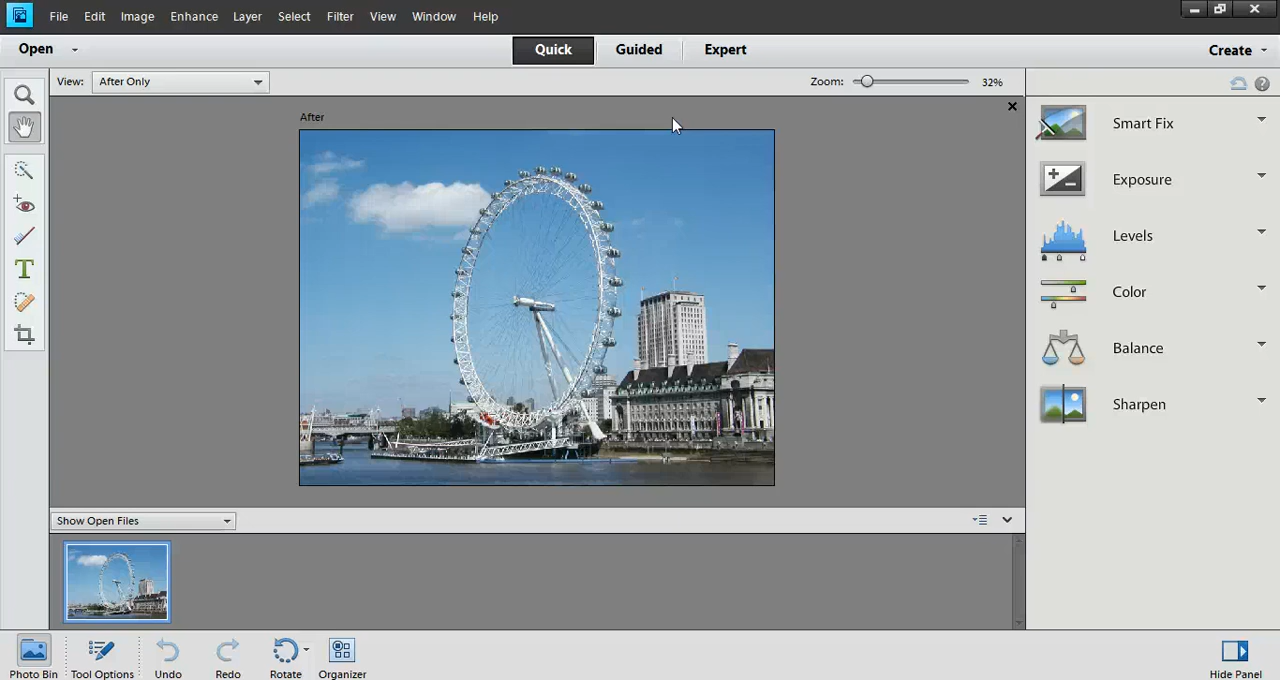 File Edit Image Enhance Layer Select Filter View Window Help
Open Quick Guided Expert Create
View: After Only Zoom: 32%
After
Smart Fix
Exposure
Levels
Color
Balance
Sharpen
T
Show Open Files
Photo Bin Tool Options Undo Redo Rotate Organizer Hide Panel